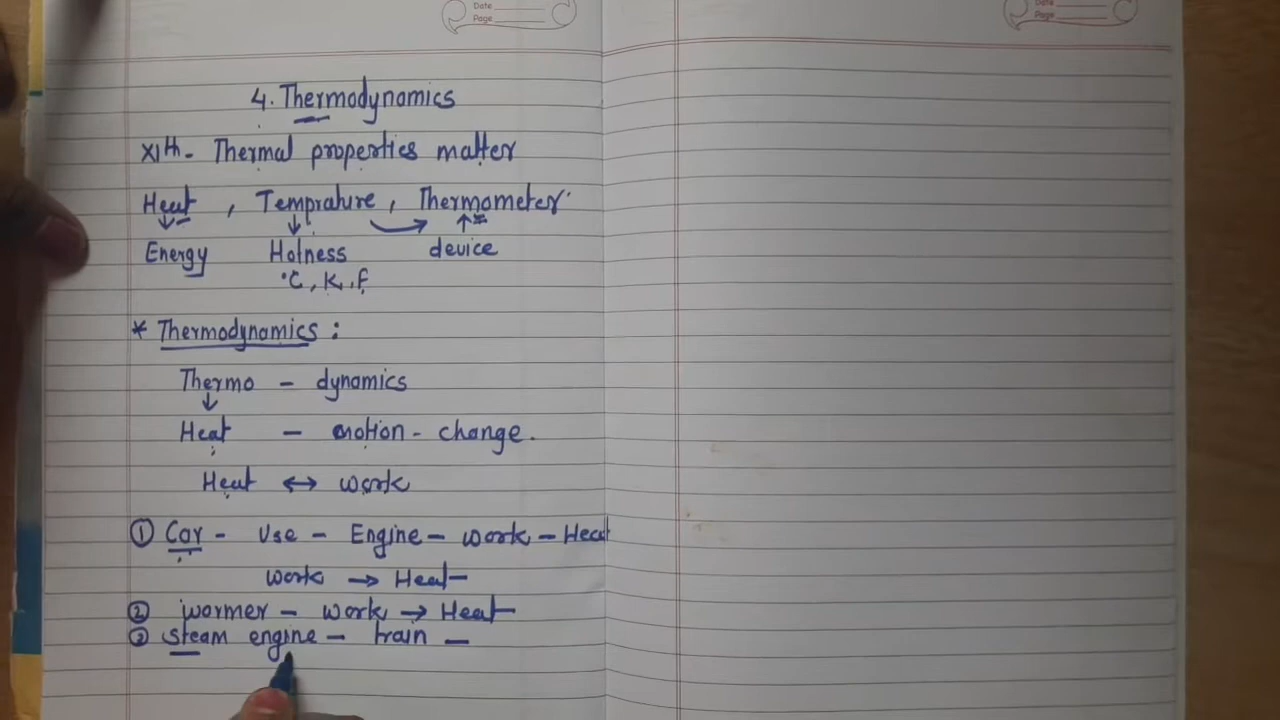 Date
Page
Date
Page
4. Thermodynamics
XIth - Thermal properties matter
Heat , Temprature , Thermometer
Energy Hotness device
°C, K, F
* Thermodynamics :
Thermo - dynamics
Heat - motion - change.
Heat ↔ work
① Car - Use - Engine - work - Heat
work → Heat
② wormer - work → Heat
③ steam engine - train -